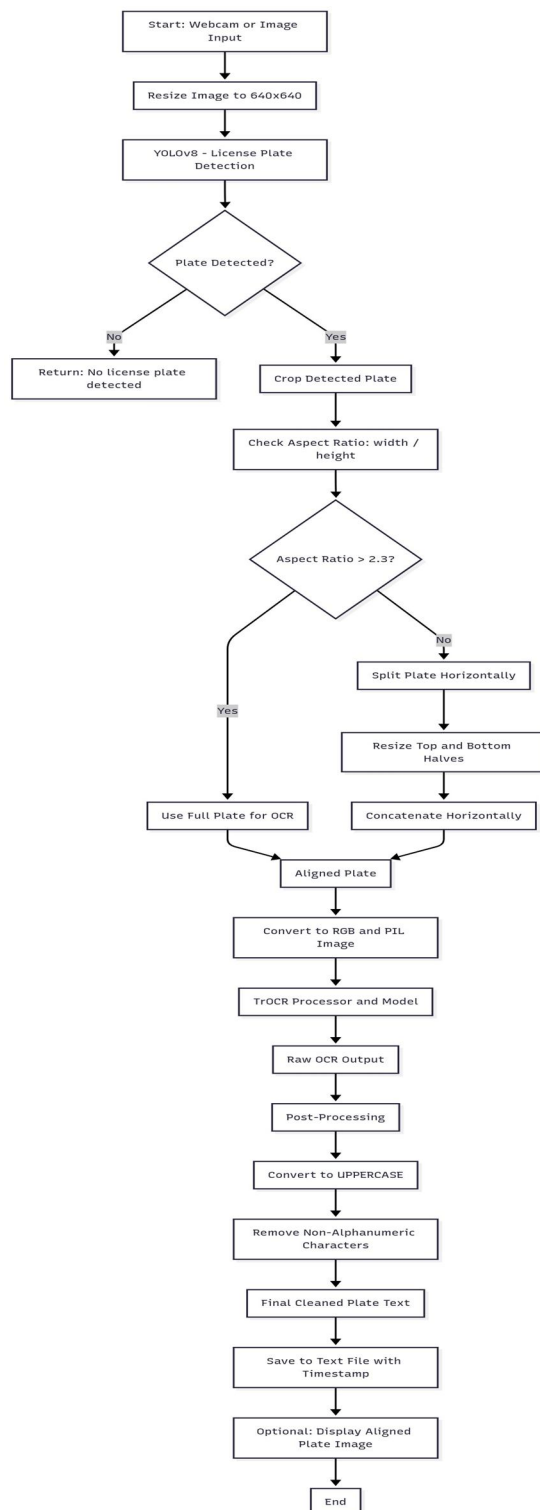 Start: Webcam or Image
Input
Resize Image to 640x640
YOLOv8 - License Plate
Detection
Plate Detected?
No
Yes
Return: No license plate
detected
Crop Detected Plate
Check Aspect Ratio: width /
height
Aspect Ratio > 2.3?
No
Split Plate Horizontally
Yes
Resize Top and Bottom
Halves
Use Full Plate for OCR
Concatenate Horizontally
Aligned Plate
Convert to RGB and PIL
Image
TrOCR Processor and Model
Raw OCR Output
Post-Processing
Convert to UPPERCASE
Remove Non-Alphanumeric
Characters
Final Cleaned Plate Text
Save to Text File with
Timestamp
Optional: Display Aligned
Plate Image
End